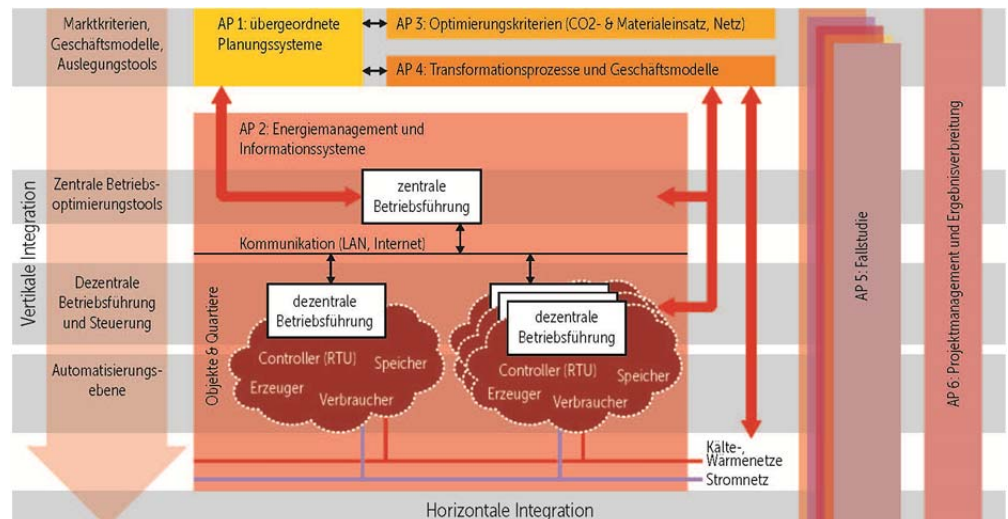 Marktkriterien,
Geschäftsmodelle,
Auslegungstools
AP 1: übergeordnete
Planungssysteme
AP 3: Optimierungskriterien (CO2- & Materialeinsatz, Netz)
AP 4: Transformationsprozesse und Geschäftsmodelle
AP 2: Energiemanagement und
Informationssysteme
Vertikale Integration
Zentrale Betriebs-
optimierungstools
zentrale
Betriebsführung
Kommunikation (LAN, Internet)
Dezentrale
Betriebsführung
und Steuerung
Automatisierungs-
ebene
Objekte & Quartiere
dezentrale
Betriebsführung
Controller (RTU)
Speicher
Erzeuger
Verbraucher
dezentrale
Betriebsführung
Controller (RTU)
Speicher
Erzeuger
Verbraucher
Kälte-,
Warmenetze
Stromnetz
Horizontale Integration
AP 5: Fallstudie
AP 6: Projektmanagement und Ergebnisverbreitung